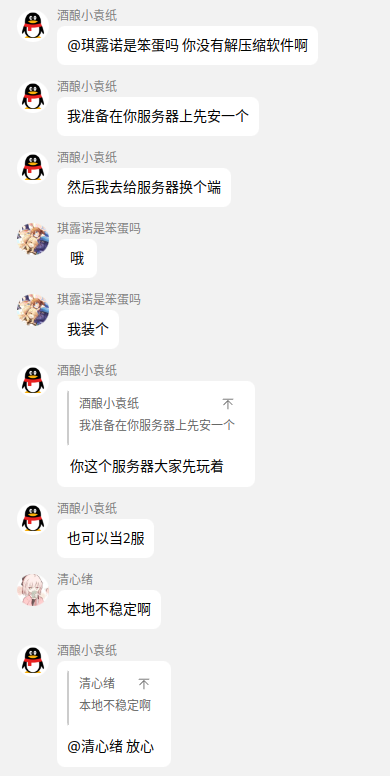 酒酿小袁纸
@琪露诺是笨蛋吗 你没有解压缩软件啊
酒酿小袁纸
我准备在你服务器上先安一个
酒酿小袁纸
然后我去给服务器换个端
琪露诺是笨蛋吗
哦
琪露诺是笨蛋吗
我装个
酒酿小袁纸
酒酿小袁纸 不
我准备在你服务器上先安一个
你这个服务器大家先玩着
酒酿小袁纸
也可以当2服
清心绪
本地不稳定啊
酒酿小袁纸
清心绪 不
本地不稳定啊
@清心绪 放心